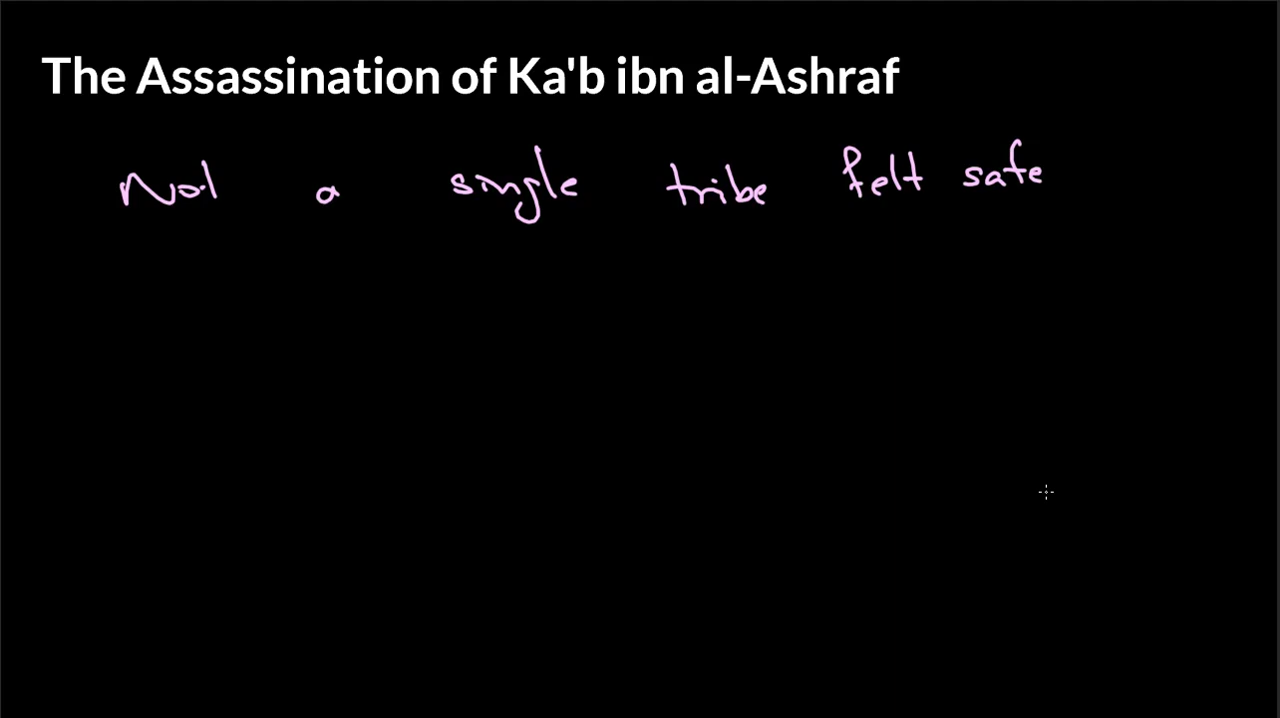 The Assassination of Ka'b ibn al-Ashraf
Not a single tribe felt safe